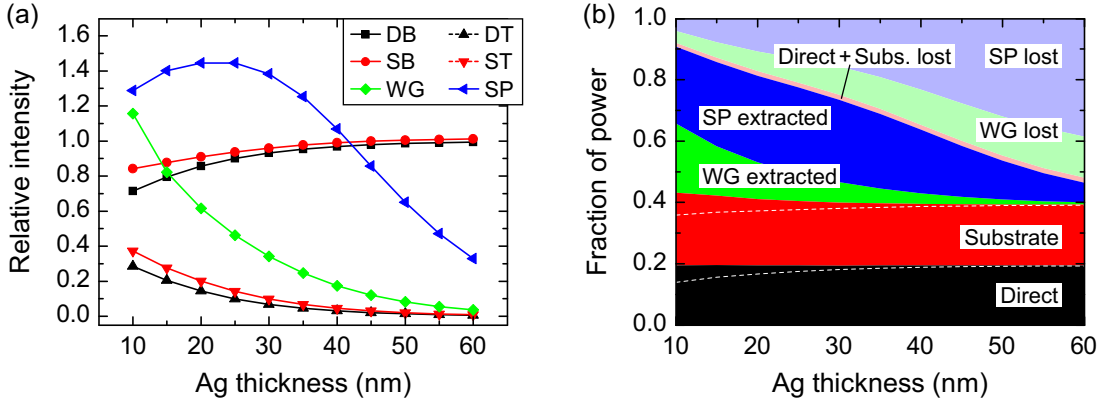 (a)
1.6
1.4
1.2
1.0
0.8
0.6
0.4
0.2
0.0
Relative intensity
DB DT
SB ST
WG SP
10 20 30 40 50 60
Ag thickness (nm)
(b)
1.0
0.8
0.6
0.4
0.2
0.0
Fraction of power
Direct + Subs. lost
SP lost
SP extracted
WG lost
WG extracted
Substrate
Direct
10 20 30 40 50 60
Ag thickness (nm)